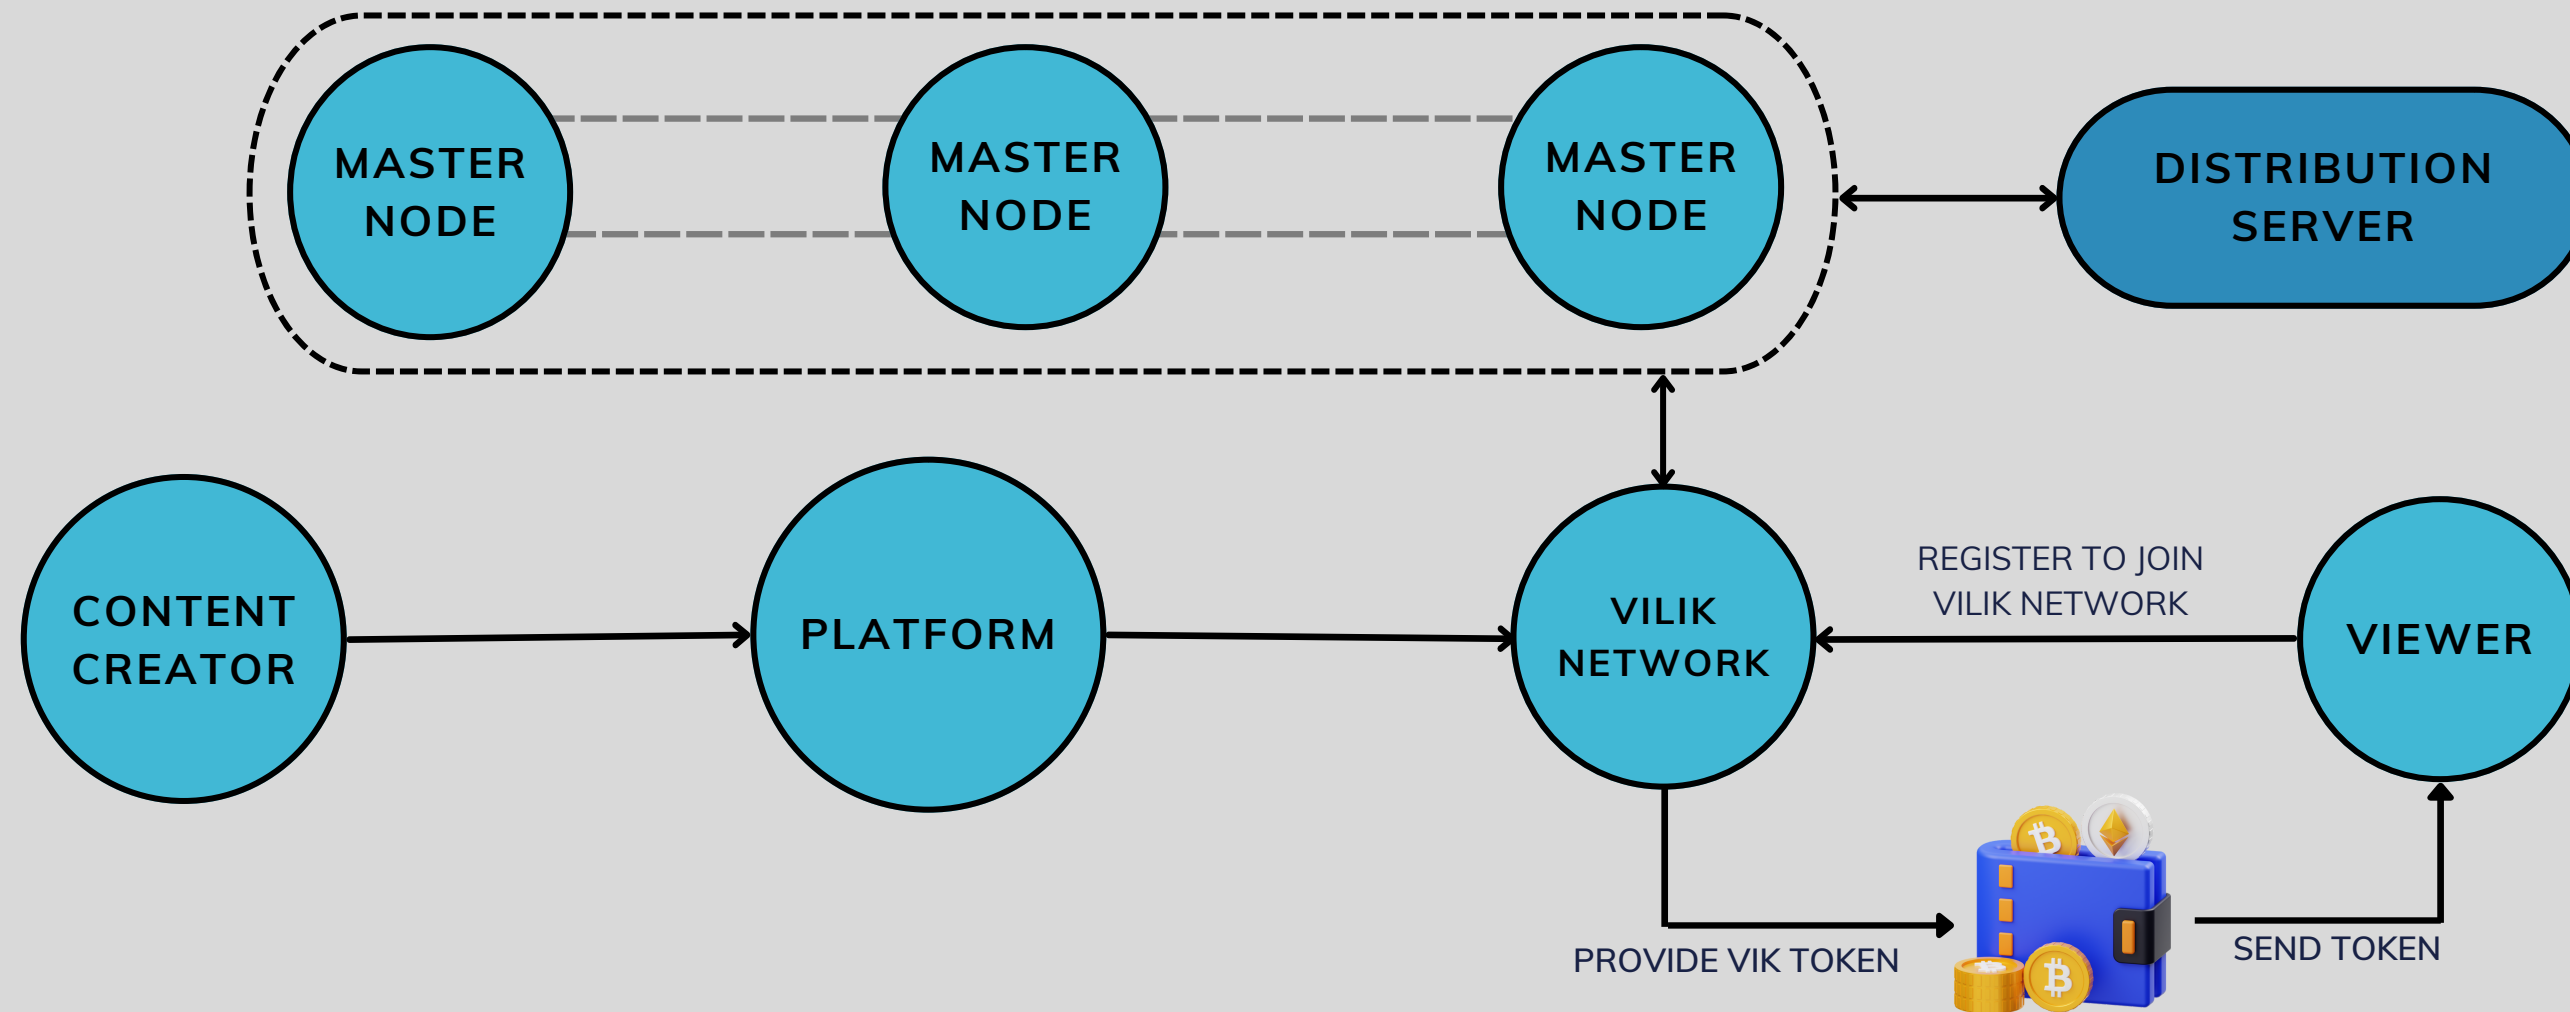 MASTER
NODE
MASTER
NODE
MASTER
NODE
DISTRIBUTION
SERVER
CONTENT
CREATOR
PLATFORM
VILIK
NETWORK
REGISTER TO JOIN
VILIK NETWORK
VIEWER
PROVIDE VIK TOKEN
SEND TOKEN